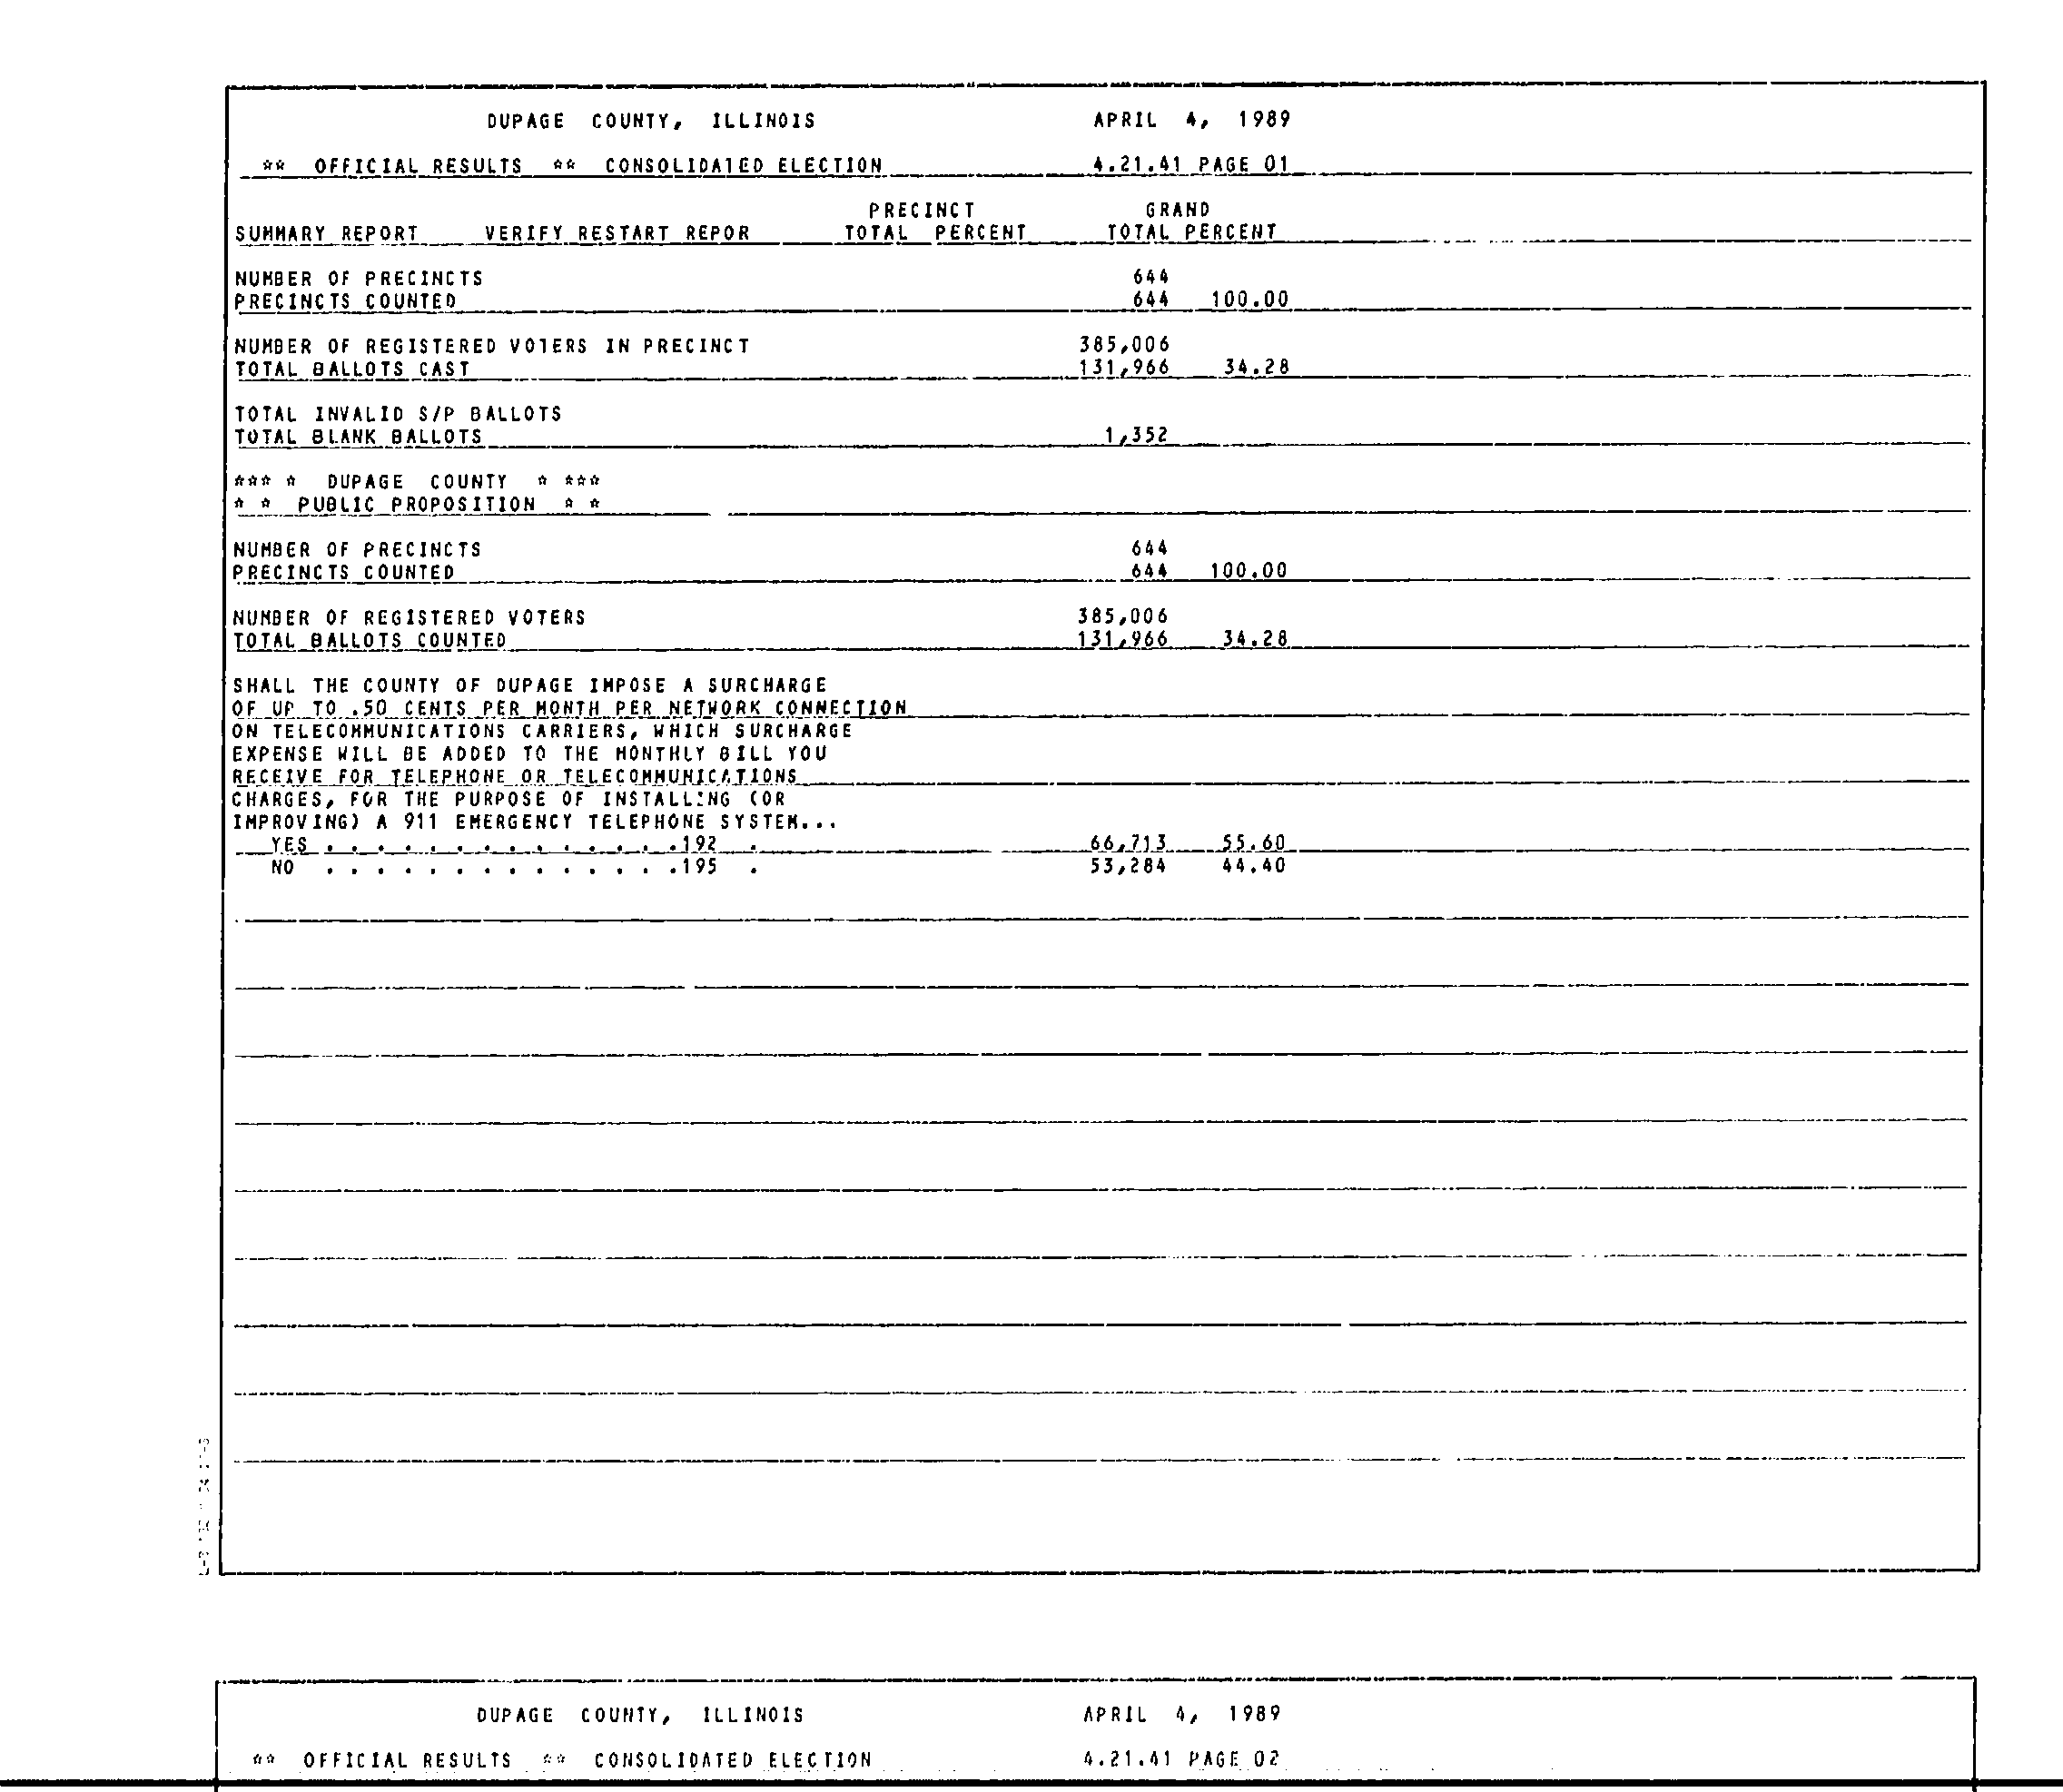 DUPAGE COUNTY, ILLINOIS APRIL 4, 1989
** OFFICIAL RESULTS ** CONSOLIDATED ELECTION 4.21.41 PAGE 01
PRECINCT GRAND
SUMMARY REPORT VERIFY RESTART REPOR TOTAL PERCENT TOTAL PERCENT
NUMBER OF PRECINCTS 644
PRECINCTS COUNTED 644 100.00
NUMBER OF REGISTERED VOTERS IN PRECINCT 385,006
TOTAL BALLOTS CAST 131,966 34.28
TOTAL INVALID S/P BALLOTS
TOTAL BLANK BALLOTS 1,352
*** * DUPAGE COUNTY * ***
* * PUBLIC PROPOSITION * *
NUMBER OF PRECINCTS 644
PRECINCTS COUNTED 644 100.00
NUMBER OF REGISTERED VOTERS 385,006
TOTAL BALLOTS COUNTED 131,966 34.28
SHALL THE COUNTY OF DUPAGE IMPOSE A SURCHARGE
OF UP TO .50 CENTS PER MONTH PER NETWORK CONNECTION
ON TELECOMMUNICATIONS CARRIERS, WHICH SURCHARGE
EXPENSE WILL BE ADDED TO THE MONTHLY BILL YOU
RECEIVE FOR TELEPHONE OR TELECOMMUNICATIONS
CHARGES, FOR THE PURPOSE OF INSTALLING (OR
IMPROVING) A 911 EMERGENCY TELEPHONE SYSTEM...
YES . . . . . . . . . . . . . .192 . 66,713 55.60
NO . . . . . . . . . . . . . .195 . 53,284 44.40
DUPAGE COUNTY, ILLINOIS APRIL 4, 1989
** OFFICIAL RESULTS ** CONSOLIDATED ELECTION 4.21.41 PAGE 02